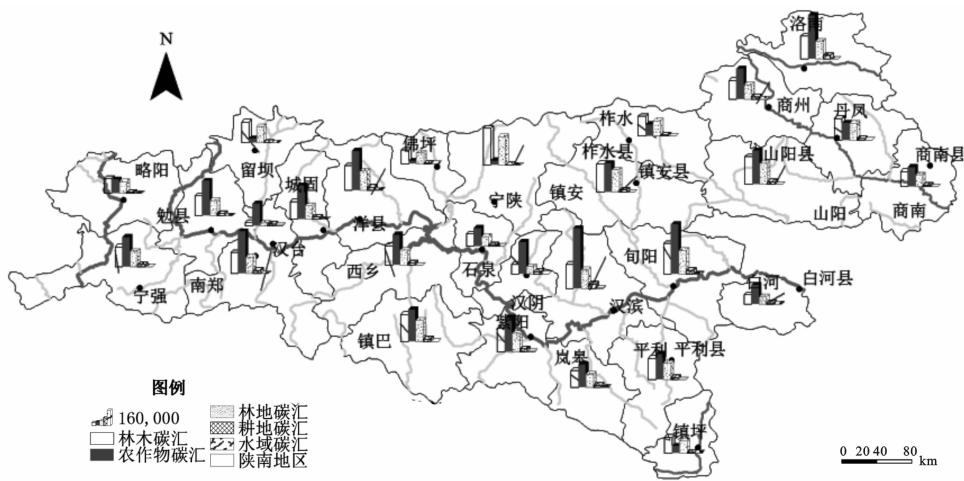 N
洛南
商州
丹凤
柞水
佛坪
柞水县
山阳县
商南县
略阳
留坝
镇安县
城固
镇安
宁陕
勉县
洋县
山阳
商南
汉台
旬阳
西乡
石泉
白河县
白河
宁强
南郑
汉阴
汉滨
紫阳
镇巴
岚皋
平利
平利县
镇坪
图例
160,000
林木碳汇
农作物碳汇
林地碳汇
耕地碳汇
水域碳汇
陕南地区
0 20 40 80
km